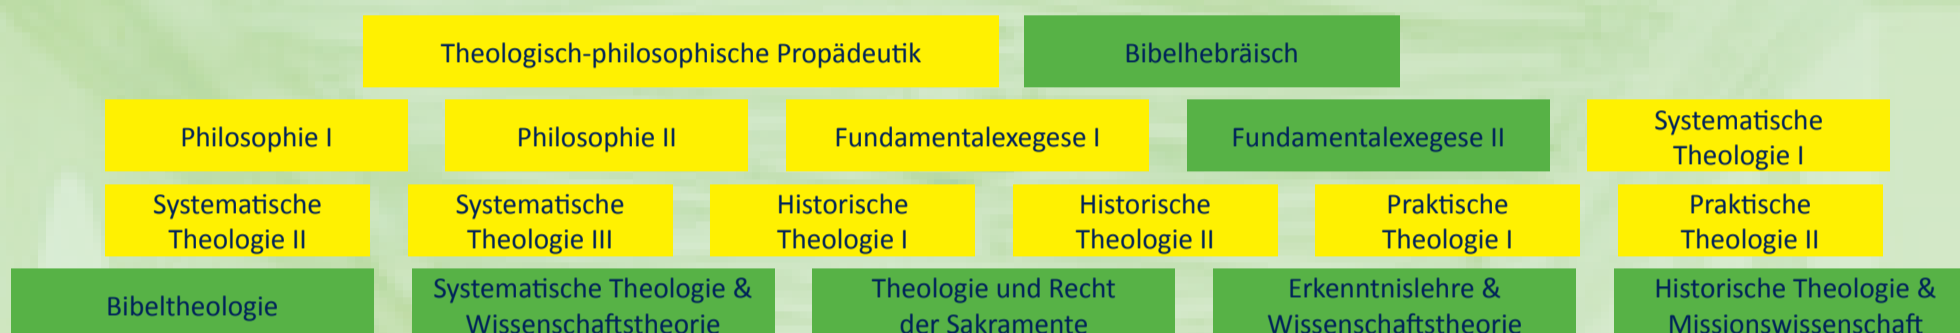 Theologisch-philosophische Propädeutik
Bibelhebräisch
Philosophie I
Philosophie II
Fundamentalexegese I
Fundamentalexegese II
Systematische
Theologie I
Systematische
Theologie II
Systematische
Theologie III
Historische
Theologie I
Historische
Theologie II
Praktische
Theologie I
Praktische
Theologie II
Bibeltheologie
Systematische Theologie &
Wissenschaftstheorie
Theologie und Recht
der Sakramente
Erkenntnislehre &
Wissenschaftstheorie
Historische Theologie &
Missionswissenschaft